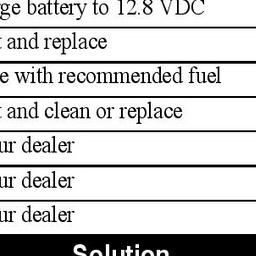 rge battery to 12.8 VDC
t and replace
e with recommended fuel
t and clean or replace
ur dealer
ur dealer
ur dealer
Solution